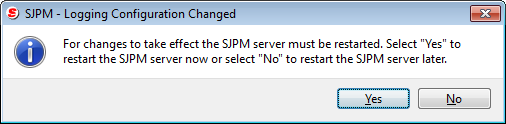 SJPM - Logging Configuration Changed
For changes to take effect the SJPM server must be restarted. Select "Yes" to
restart the SJPM server now or select "No" to restart the SJPM server later.
Yes
No